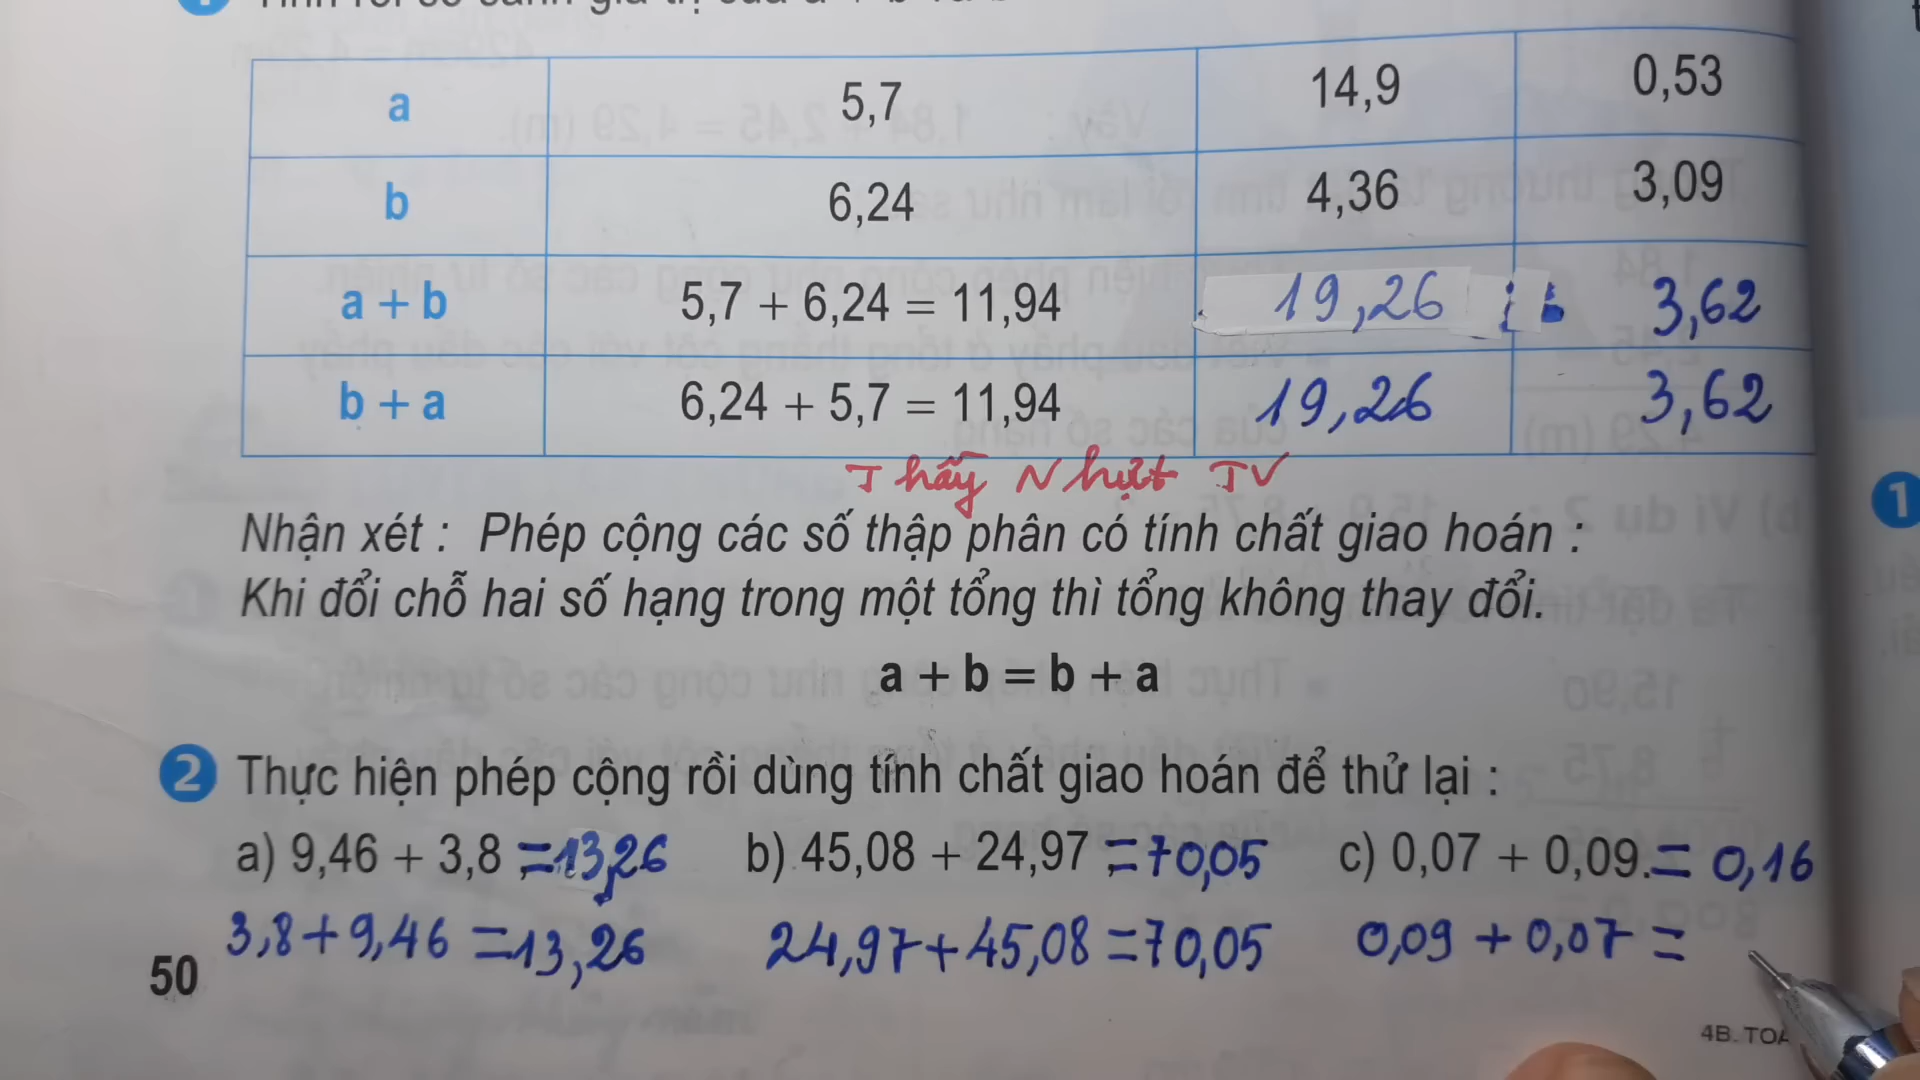 a 5,7 14,9 0,53
b 6,24 4,36 3,09
a + b 5,7 + 6,24 = 11,94 19,26 3,62
b + a 6,24 + 5,7 = 11,94 19,26 3,62
Thầy Nhựt TV
Nhận xét : Phép cộng các số thập phân có tính chất giao hoán :
Khi đổi chỗ hai số hạng trong một tổng thì tổng không thay đổi.
a + b = b + a
2 Thực hiện phép cộng rồi dùng tính chất giao hoán để thử lại :
a) 9,46 + 3,8 = 13,26 b) 45,08 + 24,97 = 70,05 c) 0,07 + 0,09. = 0,16
3,8 + 9,46 = 13,26 24,97 + 45,08 = 70,05 0,09 + 0,07 =
50
4B. TOÁ
1